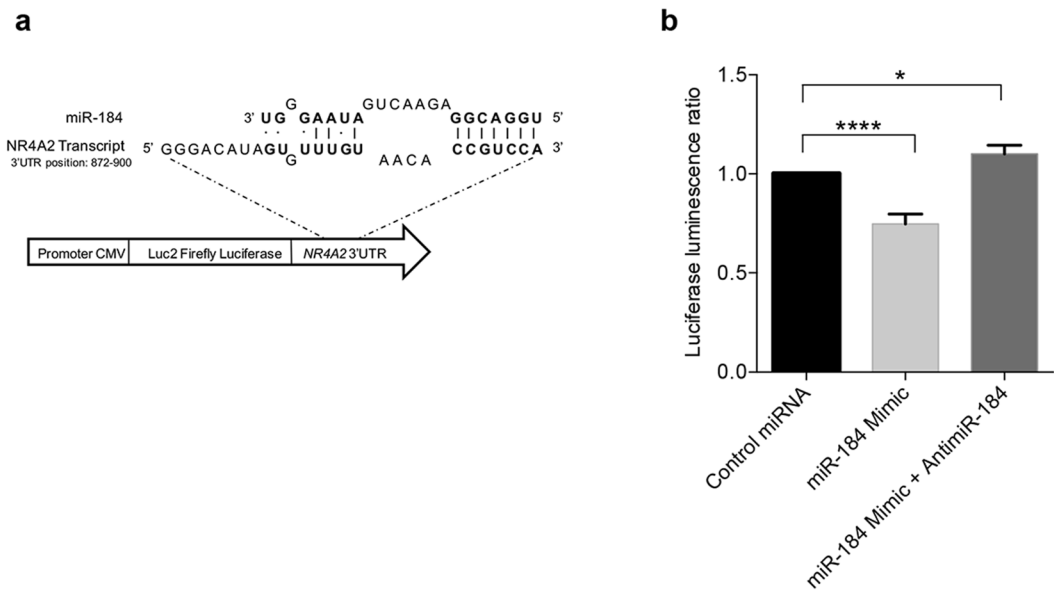 a
G GUCAAGA
miR-184 3' UG GAAUA GGCAGGU 5'
NR4A2 Transcript 5' GGGACAUAGU UUUGU CCGUCCA 3'
3'UTR position: 872-900 G AACA
Promoter CMV Luc2 Firefly Luciferase NR4A2 3'UTR
b
Luciferase luminescence ratio
1.5
1.0
0.5
0.0
*
****
Control miRNA
miR-184 Mimic
miR-184 Mimic + AntimiR-184